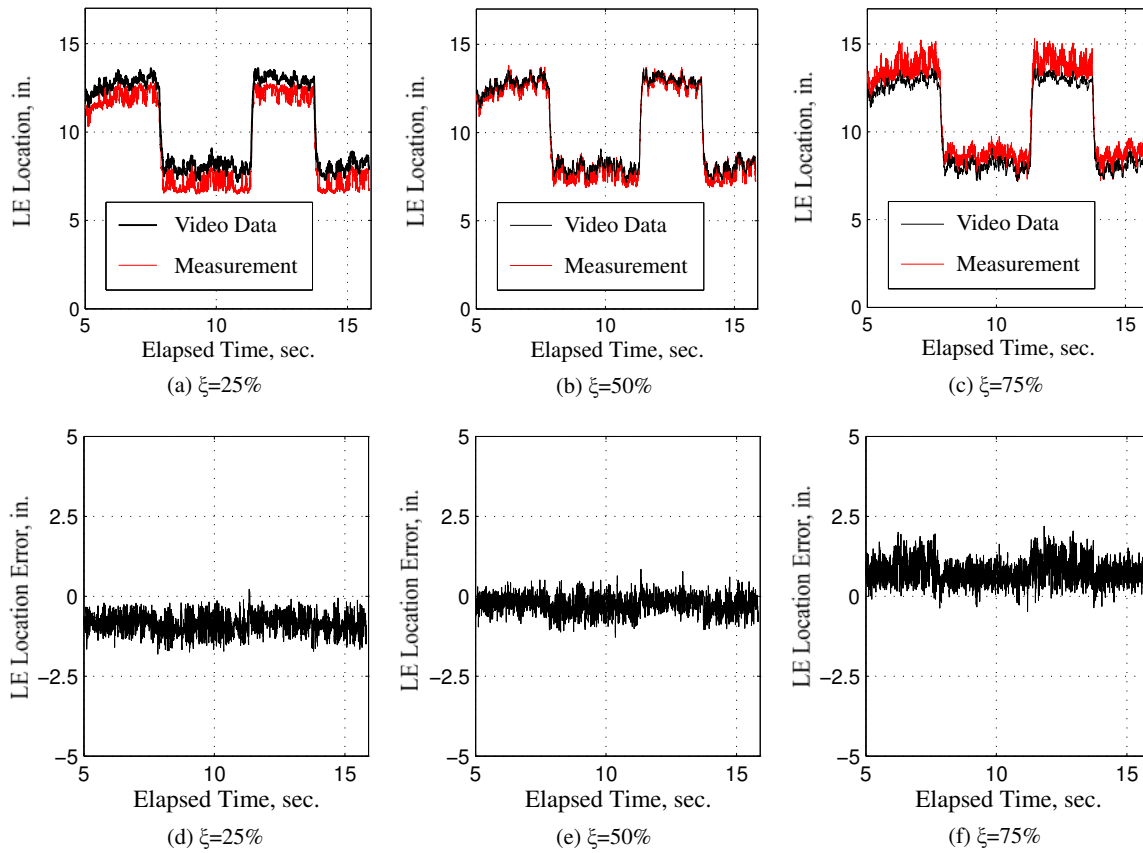 LE Location, in.
15
10
5
0
Video Data
Measurement
5
10
15
Elapsed Time, sec.
(a) ξ=25%
LE Location, in.
15
10
5
0
Video Data
Measurement
5
10
15
Elapsed Time, sec.
(b) ξ=50%
LE Location, in.
15
10
5
0
Video Data
Measurement
5
10
15
Elapsed Time, sec.
(c) ξ=75%
LE Location Error, in.
5
2.5
0
−2.5
−5
5
10
15
Elapsed Time, sec.
(d) ξ=25%
LE Location Error, in.
5
2.5
0
−2.5
−5
5
10
15
Elapsed Time, sec.
(e) ξ=50%
LE Location Error, in.
5
2.5
0
−2.5
−5
5
10
15
Elapsed Time, sec.
(f) ξ=75%